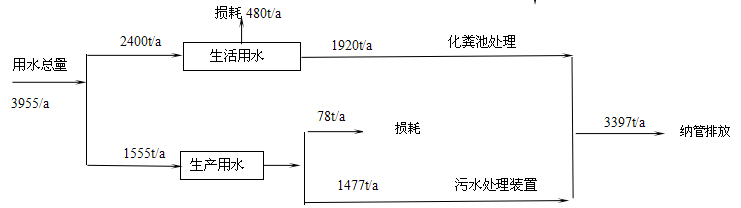 损耗 480t/a
2400t/a
生活用水
1920t/a
化粪池处理
用水总量
3955/a
78t/a
损耗
3397t/a
纳管排放
1555t/a
生产用水
1477t/a
污水处理装置